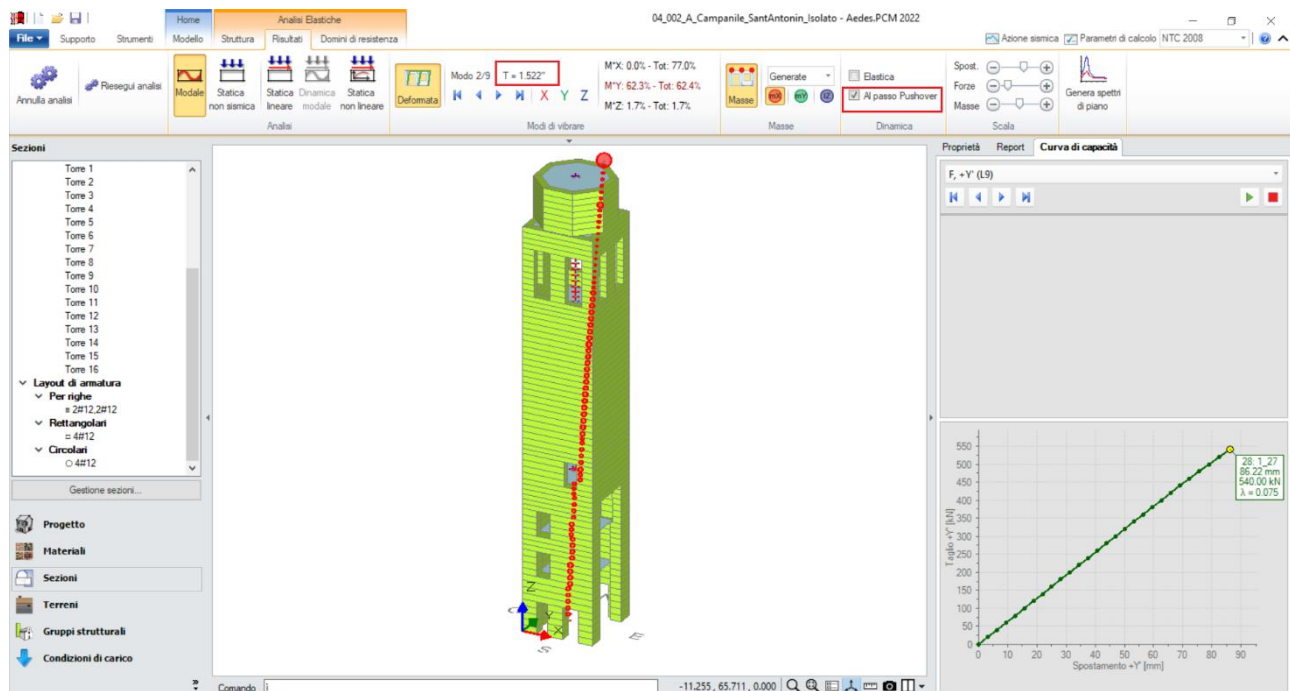 04_002_A_Campanile_SantAntonin_Isolato - Aedes.PCM 2022
Home
Analisi Elastiche
File
Supporto
Strumenti
Modello
Struttura
Risultati
Domini di resistenza
Azione sismica
Parametri di calcolo
NTC 2008
Annulla analisi
Riesegui analisi
Modale
Statica non sismica
Statica lineare
Dinamica modale
Statica non lineare
Analisi
Deformata
Modo 2/9
T = 1.522"
X Y Z
M*X: 0.0% - Tot: 77.0%
M*Y: 62.3% - Tot: 62.4%
M*Z: 1.7% - Tot: 1.7%
Modi di vibrare
Masse
Generate
mX
mY
IZ
Masse
Elastica
Al passo Pushover
Dinamica
Spost.
Forze
Masse
Scala
Genera spettri
di piano
Sezioni
Torre 1
Torre 2
Torre 3
Torre 4
Torre 5
Torre 6
Torre 7
Torre 8
Torre 9
Torre 10
Torre 11
Torre 12
Torre 13
Torre 14
Torre 15
Torre 16
Layout di armatura
Per righe
2#12,2#12
Rettangolari
4#12
Circolari
4#12
Gestione sezioni...
Progetto
Materiali
Sezioni
Terreni
Gruppi strutturali
Condizioni di carico
Z
Y
X
S
E
Comando
-11.255 , 65.711 , 0.000
Proprietà
Report
Curva di capacità
F, +Y' (L9)
Taglio +Y' [kN]
550
500
450
400
350
300
250
200
150
100
50
0
0 10 20 30 40 50 60 70 80 90
Spostamento +Y' [mm]
28: 1_27
86.22 mm
540.00 kN
λ = 0.075